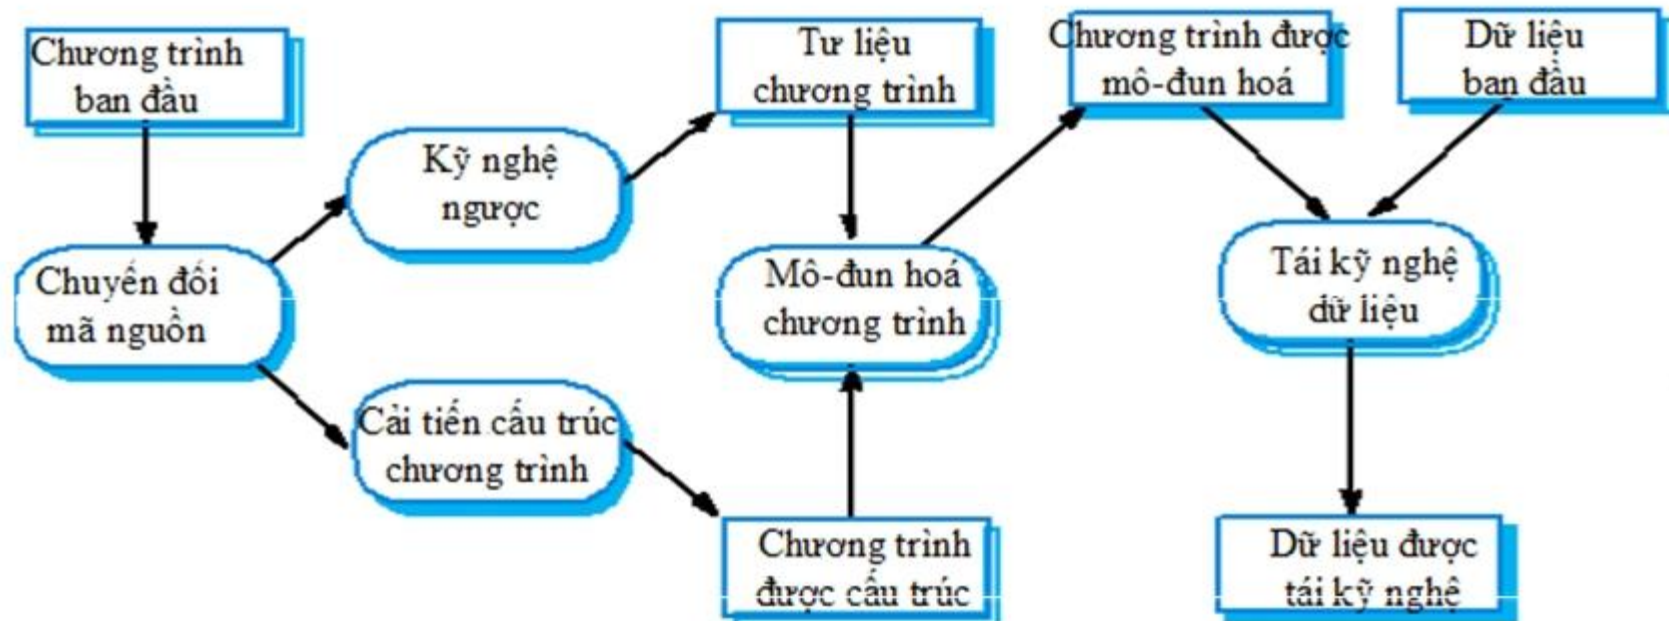 Chương trình
ban đầu
Tư liệu
chương trình
Chương trình được
mô-đun hoá
Dữ liệu
ban đầu
Kỹ nghệ
ngược
Chuyển đổi
mã nguồn
Mô-đun hoá
chương trình
Tái kỹ nghệ
dữ liệu
Cải tiến cấu trúc
chương trình
Chương trình
được cấu trúc
Dữ liệu được
tái kỹ nghệ